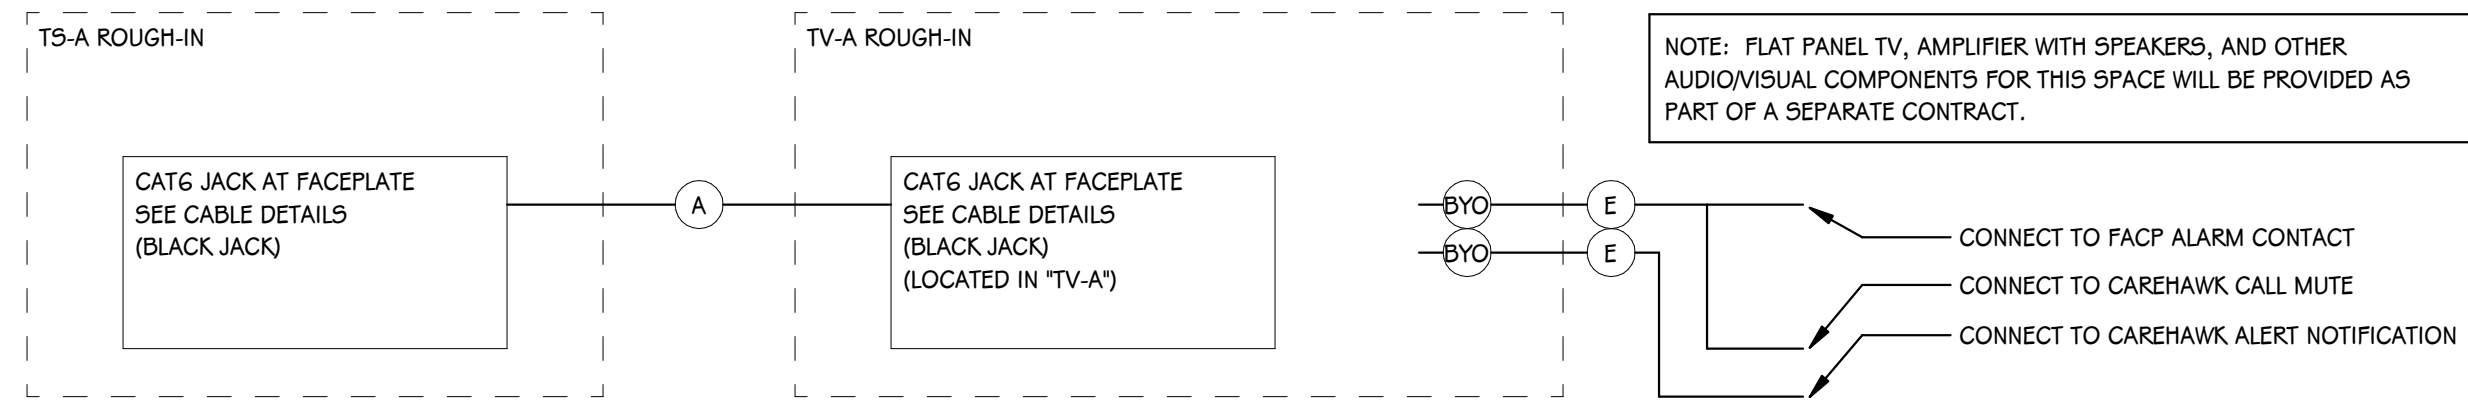 TS-A ROUGH-IN
CAT6 JACK AT FACEPLATE
SEE CABLE DETAILS
(BLACK JACK)
A
TV-A ROUGH-IN
CAT6 JACK AT FACEPLATE
SEE CABLE DETAILS
(BLACK JACK)
(LOCATED IN "TV-A")
BYO
E
BYO
E
NOTE: FLAT PANEL TV, AMPLIFIER WITH SPEAKERS, AND OTHER
AUDIO/VISUAL COMPONENTS FOR THIS SPACE WILL BE PROVIDED AS
PART OF A SEPARATE CONTRACT.
CONNECT TO FACP ALARM CONTACT
CONNECT TO CAREHAWK CALL MUTE
CONNECT TO CAREHAWK ALERT NOTIFICATION